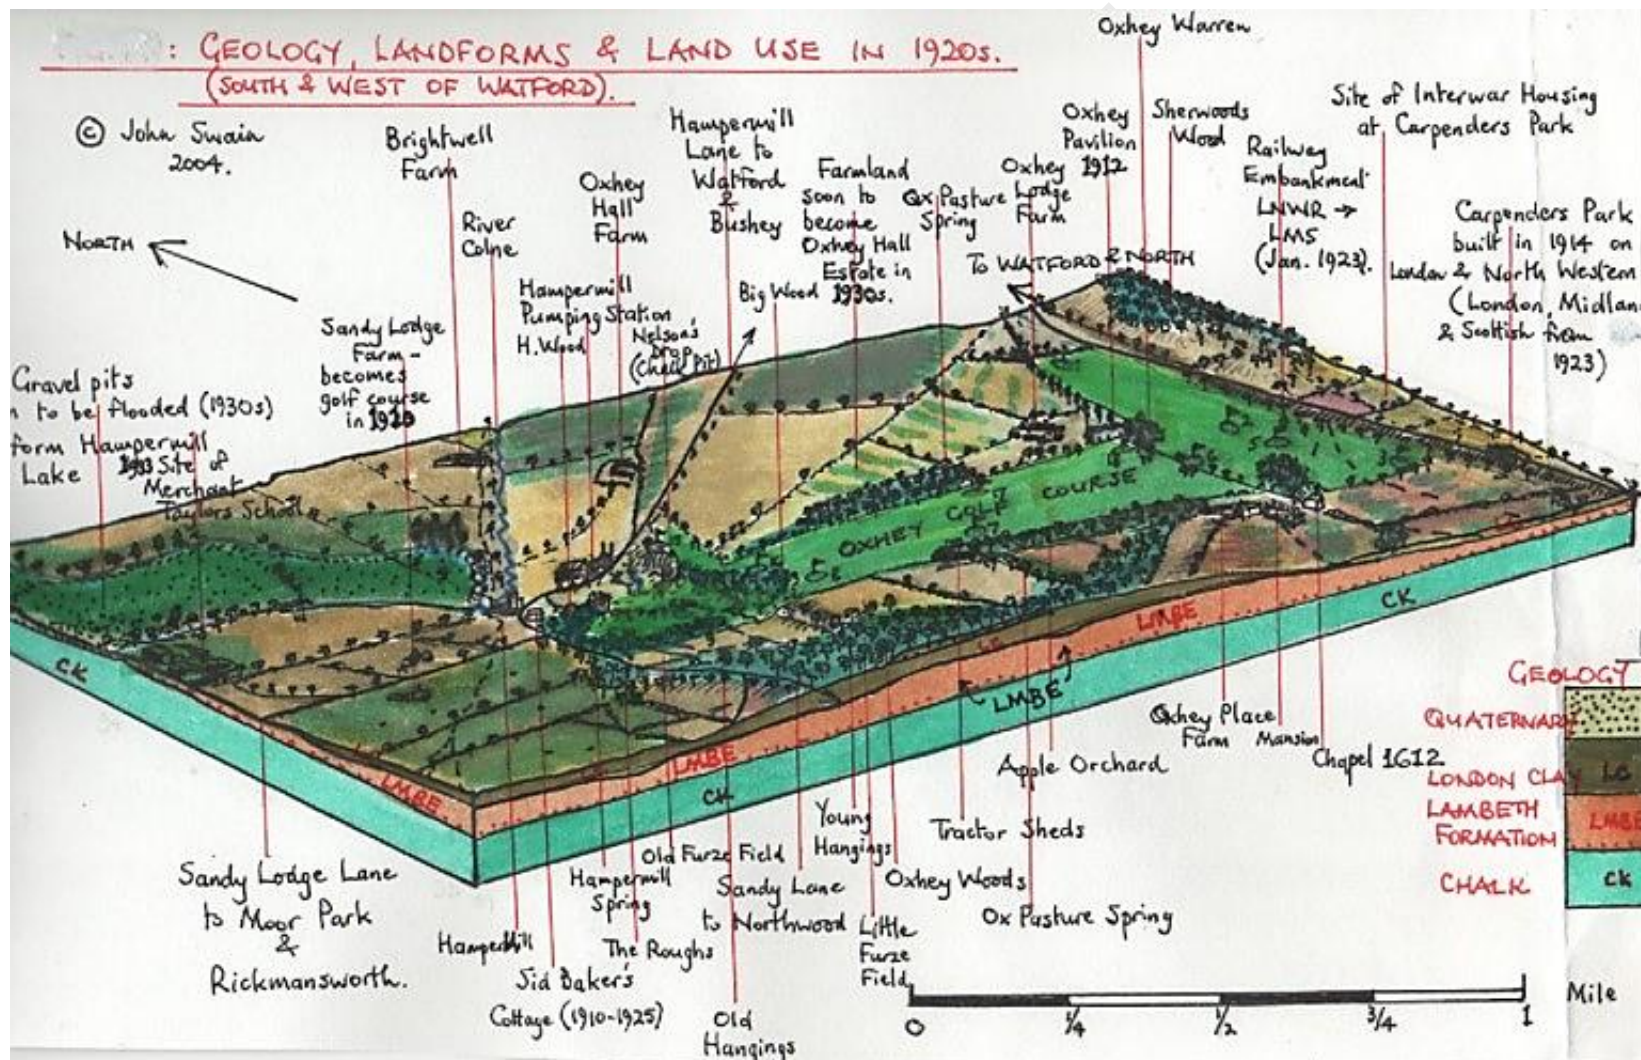 : GEOLOGY, LANDFORMS & LAND USE IN 1920s.
(SOUTH & WEST OF WATFORD).
© John Swain
2004.
NORTH
Brightwell
Farm
River
Colne
Oxhey
Hall
Farm
Hampermill
Lane to
Watford
&
Bushey
Farmland
soon to
become
Oxhey Hall
Estate in
1930s.
Ox Pasture
Spring
Oxhey
Lodge
Farm
Oxhey
Pavilion
1912
Oxhey Warren
Sherwoods
Wood
Railway
Embankment
LNWR →
LMS
(Jan. 1923).
Site of Interwar Housing
at Carpenders Park
Carpenders Park
built in 1914 on
London & North Western
(London, Midlan
& Scottish from
1923)
TO WATFORD & NORTH
Big Wood
Hampermill
Pumping Station
H. Wood
Nelson's
Drop
(Chalk Pit)
Sandy Lodge
Farm -
becomes
golf course
in 1920
Gravel pits
n to be flooded (1930s)
form Hampermill
Lake
1933 Site of
Merchant
Taylors School
OXHEY GOLF COURSE
CK
LMBE
LMBE
CK
LC
LMBE
LMBE
CK
GEOLOGY
QUATERNARY
LONDON CLAY
LC
LAMBETH
FORMATION
LMBE
CHALK
CK
Sandy Lodge Lane
to Moor Park
&
Rickmansworth.
Hampermill
Sid Baker's
Cottage (1910-1925)
Hampermill
Spring
The Roughs
Old Furze Field
Old
Hangings
Sandy Lane
to Northwood
Young
Hangings
Little
Furze
Field
Oxhey Woods
Tractor Sheds
Ox Pasture Spring
Apple Orchard
Oxhey Place
Farm
Mansion
Chapel 1612
0
1/4
1/2
3/4
1
Mile